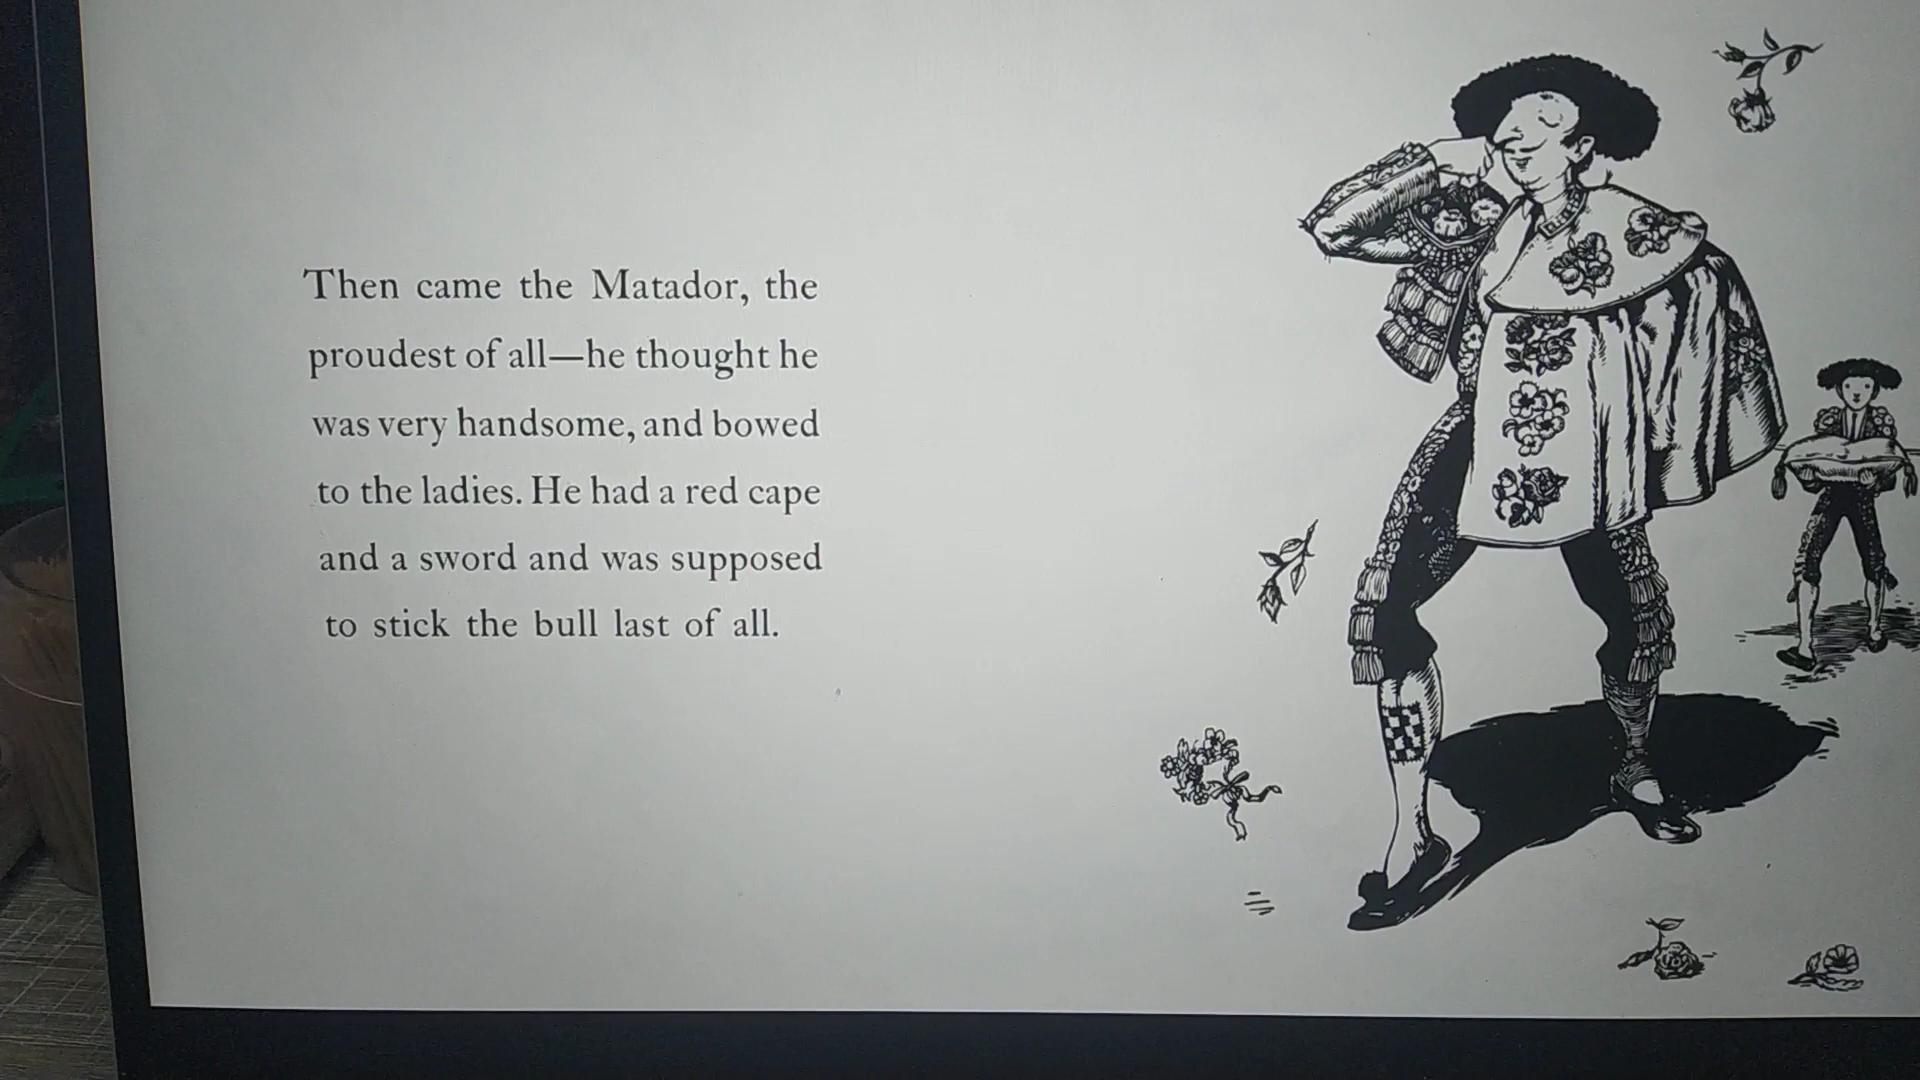 Then came the Matador, the
proudest of all—he thought he
was very handsome, and bowed
to the ladies. He had a red cape
and a sword and was supposed
to stick the bull last of all.